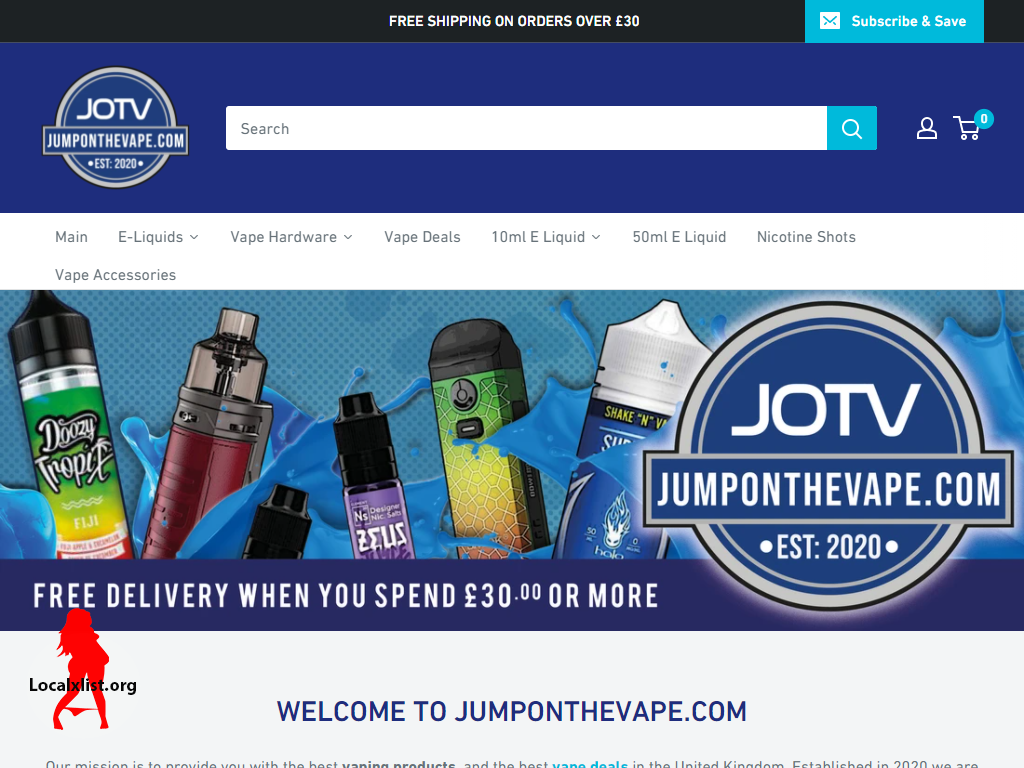 FREE SHIPPING ON ORDERS OVER £30
Subscribe & Save
JOTV
JUMPONTHEVAPE.COM
•EST: 2020•
Search
0
Main
E-Liquids
Vape Hardware
Vape Deals
10ml E Liquid
50ml E Liquid
Nicotine Shots
Vape Accessories
Doozy
Tropix
FIJI
Ns Designer
Nic. Salts
ZEUS
SHAKE "N"
halo
JOTV
JUMPONTHEVAPE.COM
•EST: 2020•
FREE DELIVERY WHEN YOU SPEND £30.00 OR MORE
Localxlist.org
WELCOME TO JUMPONTHEVAPE.COM
Our mission is to provide you with the best vaping products, and the best vape deals in the United Kingdom. Established in 2020 we are